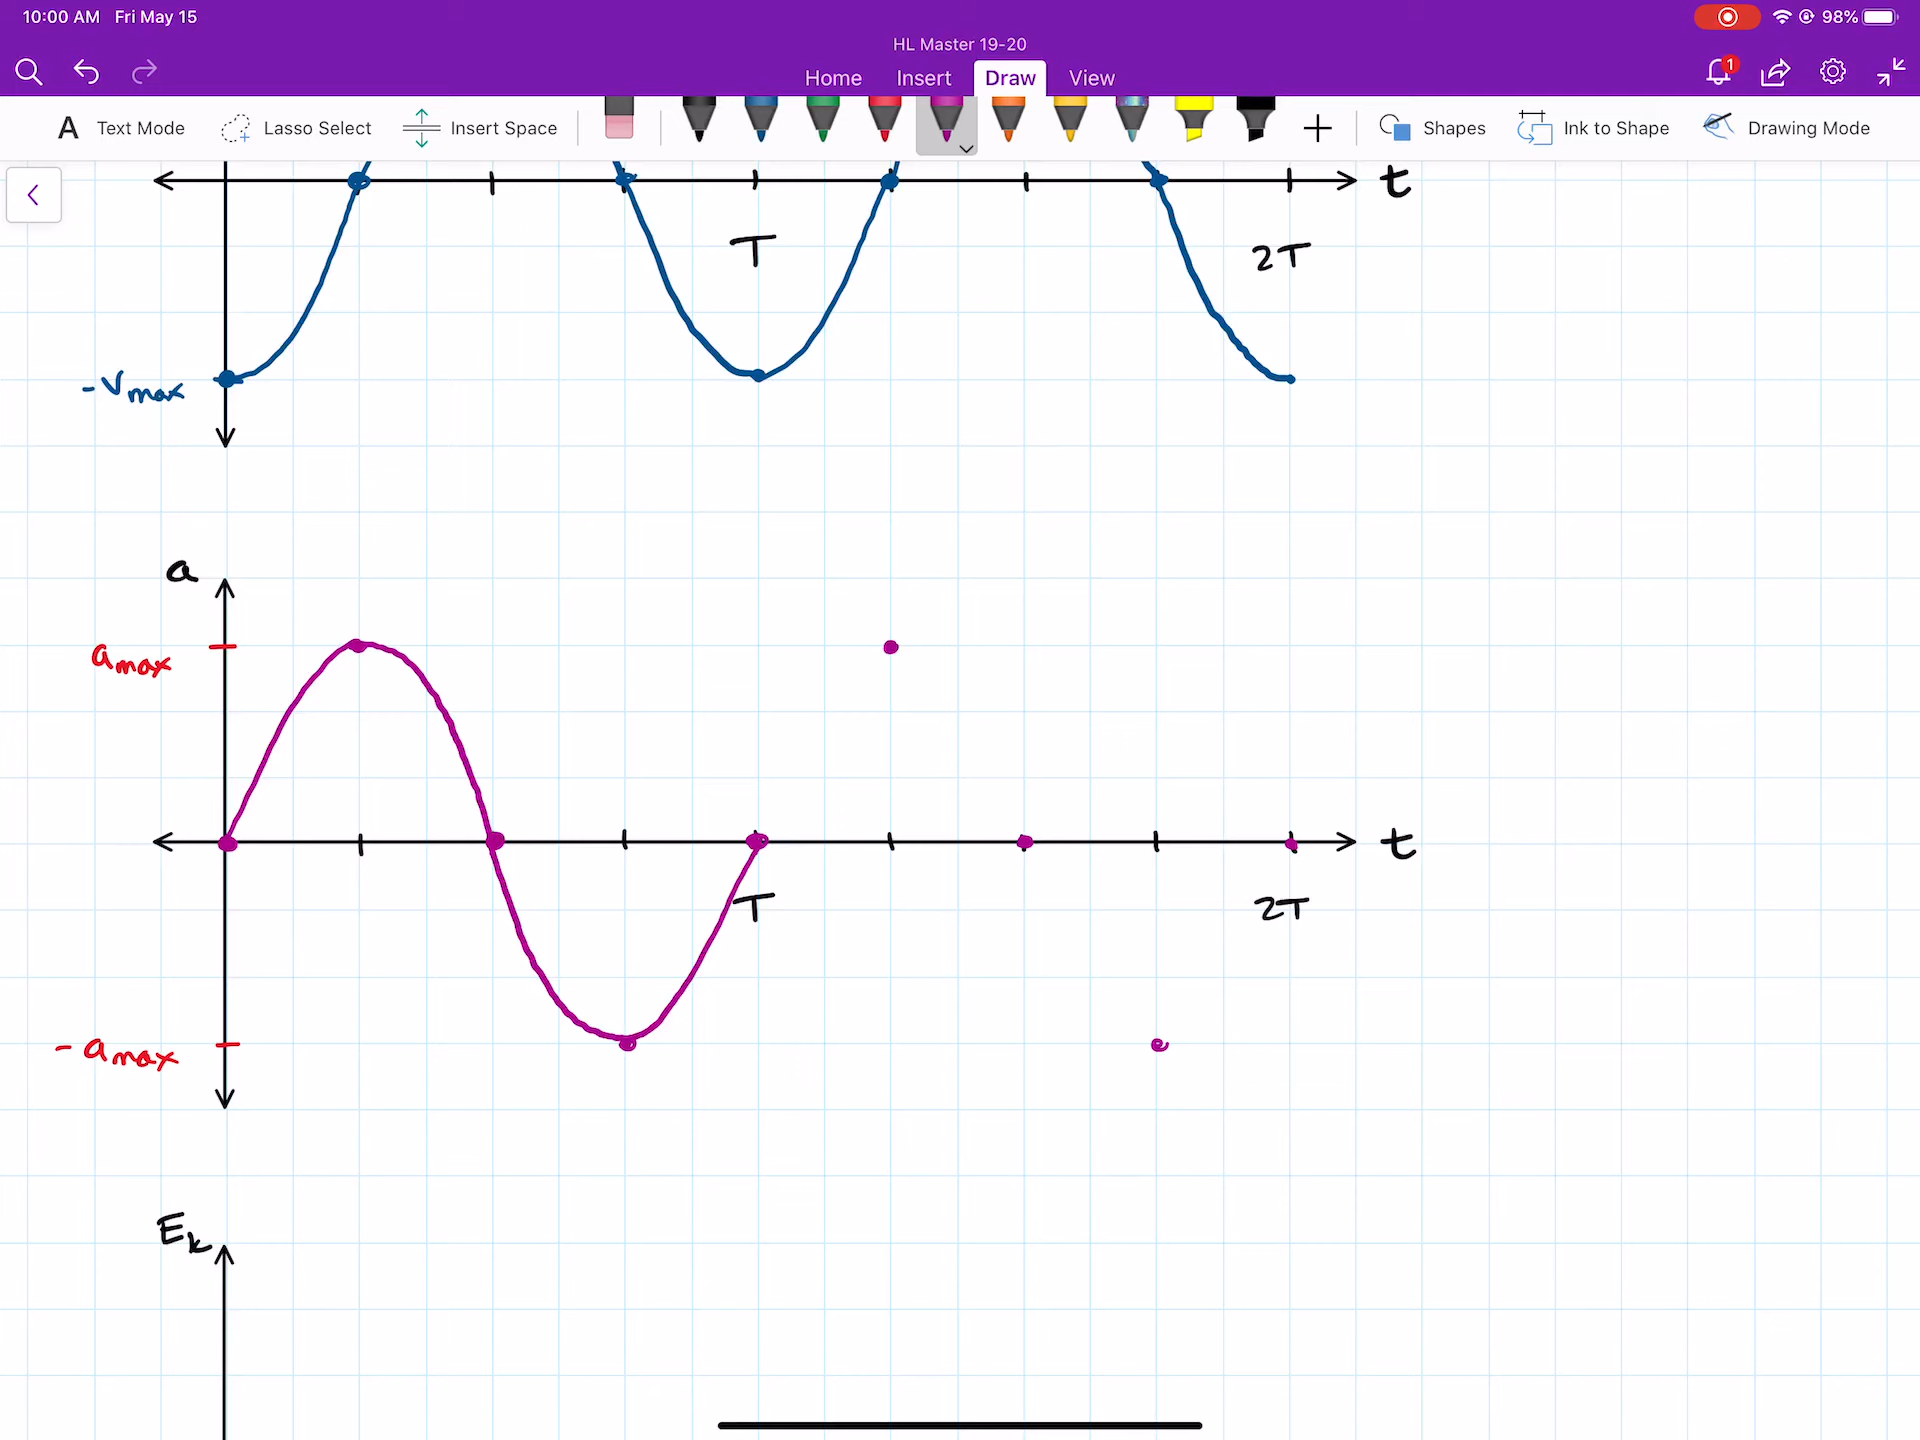 10:00 AM Fri May 15 98%
HL Master 19-20
Home Insert Draw View 1
A Text Mode Lasso Select Insert Space Shapes Ink to Shape Drawing Mode
t
T 2T
-vmax
a
amax
t
T 2T
-amax
Ek